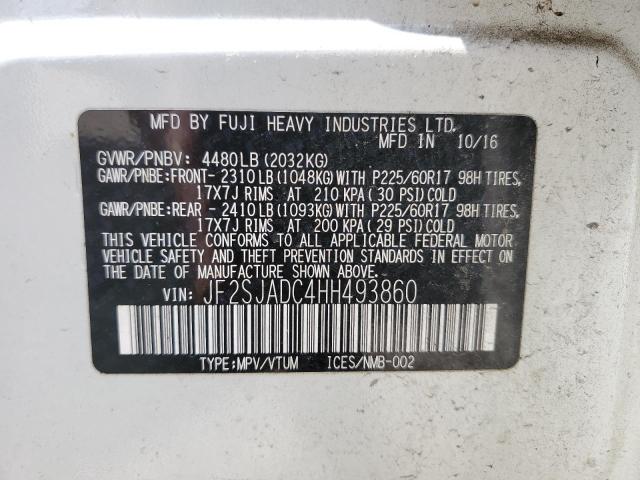 MFD BY FUJI HEAVY INDUSTRIES LTD.
MFD IN 10/16
GVWR/PNBV: 4480LB(2032KG)
GAWR/PNBE:FRONT- 2310LB(1048KG)WITH P225/60R17 98H TIRES,
17X7J RIMS AT 210 KPA(30 PSI)COLD
GAWR/PNBE:REAR - 2410LB(1093KG)WITH P225/60R17 98H TIRES,
17X7J RIMS AT 200 KPA(29 PSI)COLD
THIS VEHICLE CONFORMS TO ALL APPLICABLE FEDERAL MOTOR
VEHICLE SAFETY AND THEFT PREVENTION STANDARDS IN EFFECT ON
THE DATE OF MANUFACTURE SHOWN ABOVE.
VIN: JF2SJADC4HH493860
TYPE:MPV/VTUM ICES/NMB-002